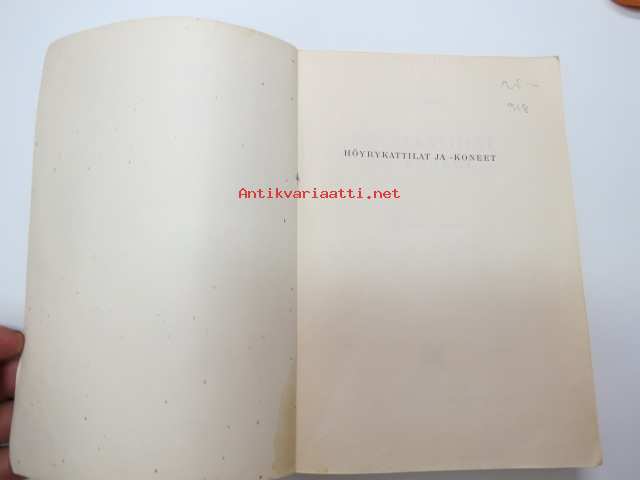 HÖYRYKATTILAT JA -KONEET
Antikvariaatti.net